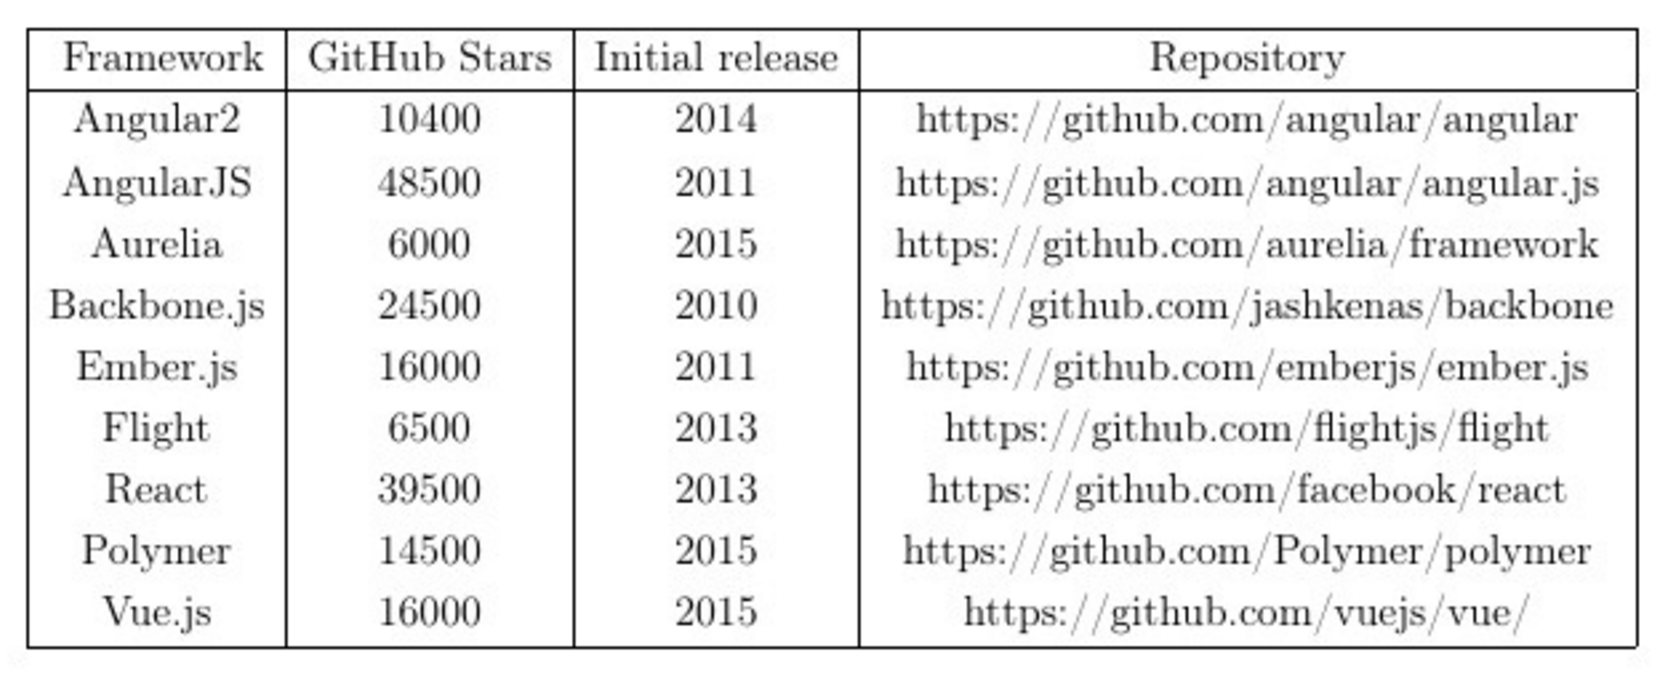 Framework GitHub Stars Initial release Repository
Angular2 10400 2014 https://github.com/angular/angular
AngularJS 48500 2011 https://github.com/angular/angular.js
Aurelia 6000 2015 https://github.com/aurelia/framework
Backbone.js 24500 2010 https://github.com/jashkenas/backbone
Ember.js 16000 2011 https://github.com/emberjs/ember.js
Flight 6500 2013 https://github.com/flightjs/flight
React 39500 2013 https://github.com/facebook/react
Polymer 14500 2015 https://github.com/Polymer/polymer
Vue.js 16000 2015 https://github.com/vuejs/vue/